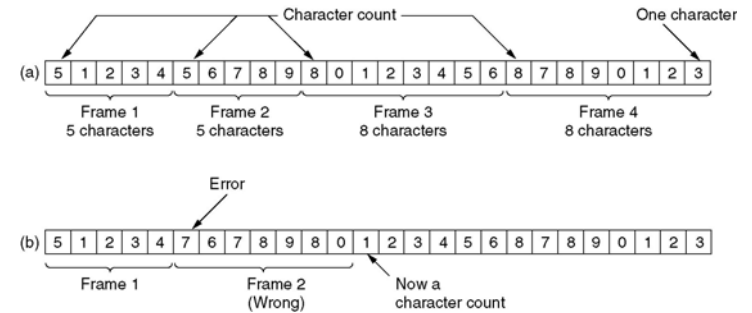 Character count
One character
(a) 5 1 2 3 4 5 6 7 8 9 8 0 1 2 3 4 5 6 8 7 8 9 0 1 2 3
Frame 1
5 characters
Frame 2
5 characters
Frame 3
8 characters
Frame 4
8 characters
Error
(b) 5 1 2 3 4 7 6 7 8 9 8 0 1 2 3 4 5 6 8 7 8 9 0 1 2 3
Frame 1
Frame 2
(Wrong)
Now a
character count